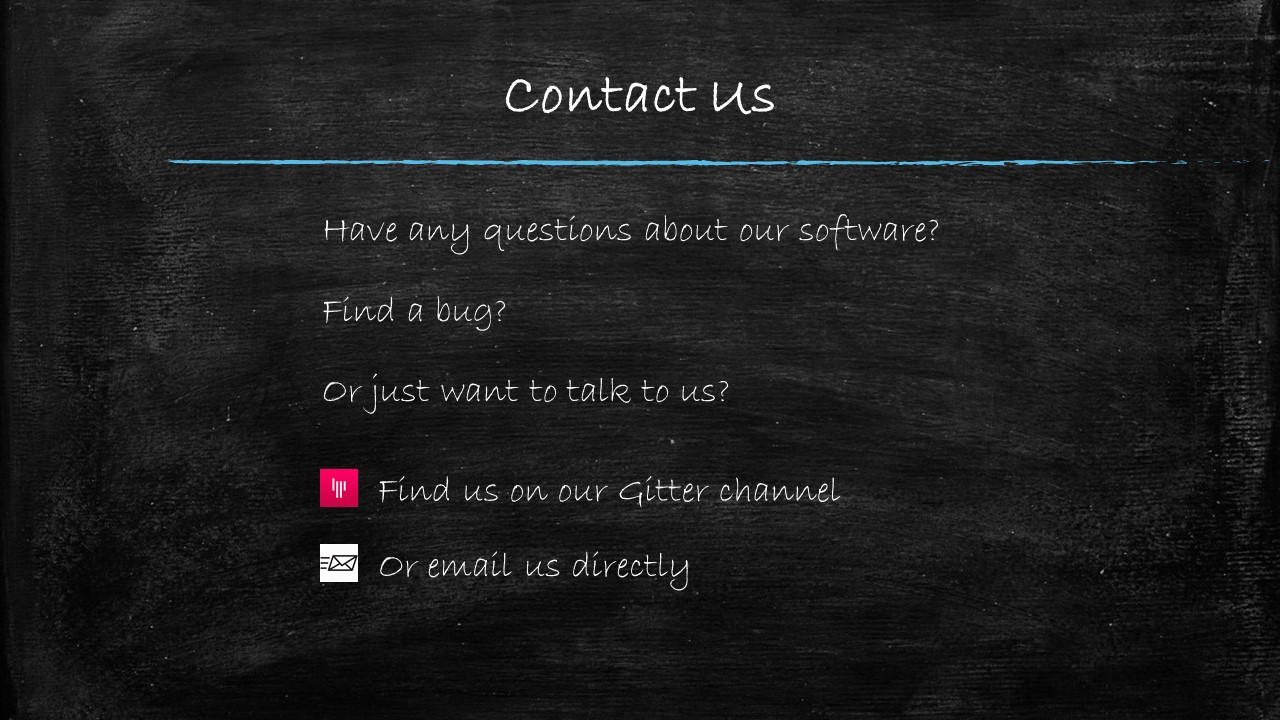 Contact Us
Have any questions about our software?
Find a bug?
Or just want to talk to us?
Find us on our Gitter channel
Or email us directly